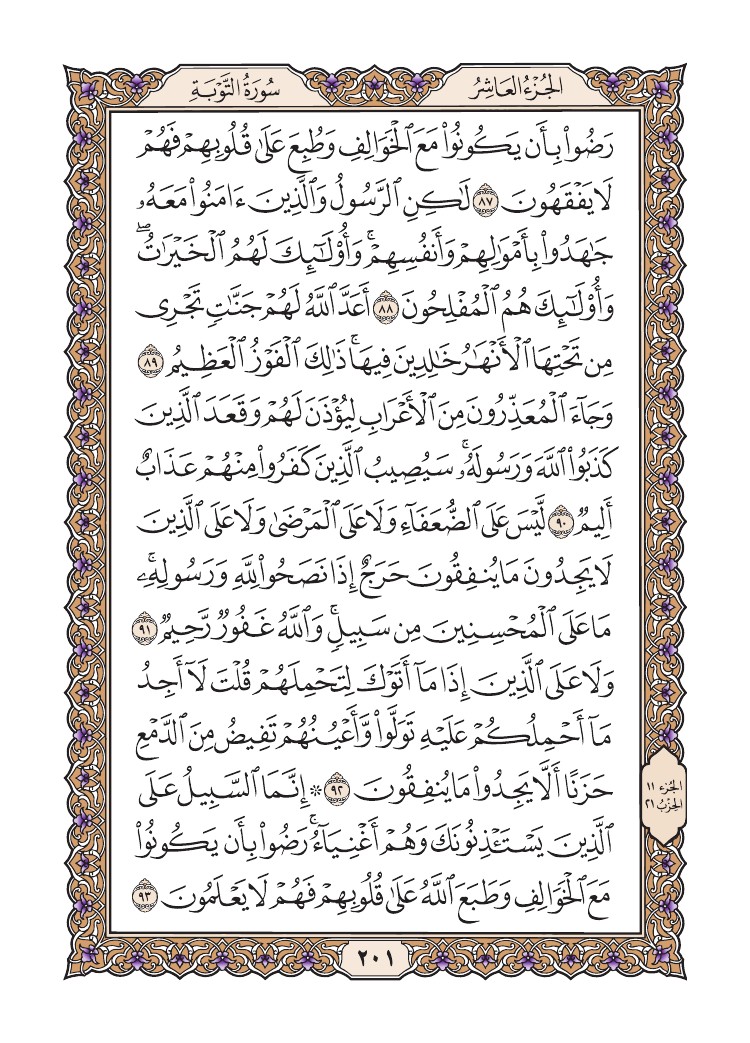 الجُزْءُ العَاشِرُ
سُورَةُ التَّوْبَةِ
رَضُوا۟ بِأَن يَكُونُوا۟ مَعَ ٱلْخَوَالِفِ وَطُبِعَ عَلَىٰ قُلُوبِهِمْ فَهُمْ
لَا يَفْقَهُونَ ٨٧ لَٰكِنِ ٱلرَّسُولُ وَٱلَّذِينَ ءَامَنُوا۟ مَعَهُۥ
جَٰهَدُوا۟ بِأَمْوَٰلِهِمْ وَأَنفُسِهِمْ ۚ وَأُو۟لَٰٓئِكَ لَهُمُ ٱلْخَيْرَٰتُ ۖ
وَأُو۟لَٰٓئِكَ هُمُ ٱلْمُفْلِحُونَ ٨٨ أَعَدَّ ٱللَّهُ لَهُمْ جَنَّٰتٍ تَجْرِى
مِن تَحْتِهَا ٱلْأَنْهَٰرُ خَٰلِدِينَ فِيهَا ۚ ذَٰلِكَ ٱلْفَوْزُ ٱلْعَظِيمُ ٨٩
وَجَآءَ ٱلْمُعَذِّرُونَ مِنَ ٱلْأَعْرَابِ لِيُؤْذَنَ لَهُمْ وَقَعَدَ ٱلَّذِينَ
كَذَبُوا۟ ٱللَّهَ وَرَسُولَهُۥ ۚ سَيُصِيبُ ٱلَّذِينَ كَفَرُوا۟ مِنْهُمْ عَذَابٌ
أَلِيمٌ ٩٠ لَّيْسَ عَلَى ٱلضُّعَفَآءِ وَلَا عَلَى ٱلْمَرْضَىٰ وَلَا عَلَى ٱلَّذِينَ
لَا يَجِدُونَ مَا يُنفِقُونَ حَرَجٌ إِذَا نَصَحُوا۟ لِلَّهِ وَرَسُولِهِۦ ۚ
مَا عَلَى ٱلْمُحْسِنِينَ مِن سَبِيلٍ ۚ وَٱللَّهُ غَفُورٌ رَّحِيمٌ ٩١
وَلَا عَلَى ٱلَّذِينَ إِذَا مَآ أَتَوْكَ لِتَحْمِلَهُمْ قُلْتَ لَآ أَجِدُ
مَآ أَحْمِلُكُمْ عَلَيْهِ تَوَلَّوا۟ وَّأَعْيُنُهُمْ تَفِيضُ مِنَ ٱلدَّمْعِ
حَزَنًا أَلَّا يَجِدُوا۟ مَا يُنفِقُونَ ٩٢ ۞ إِنَّمَا ٱلسَّبِيلُ عَلَى
ٱلَّذِينَ يَسْتَـْٔذِنُونَكَ وَهُمْ أَغْنِيَآءُ ۚ رَضُوا۟ بِأَن يَكُونُوا۟
مَعَ ٱلْخَوَالِفِ وَطَبَعَ ٱللَّهُ عَلَىٰ قُلُوبِهِمْ فَهُمْ لَا يَعْلَمُونَ ٩٣
الجُزء ١١
الحِزْبُ ٢١
٢٠١